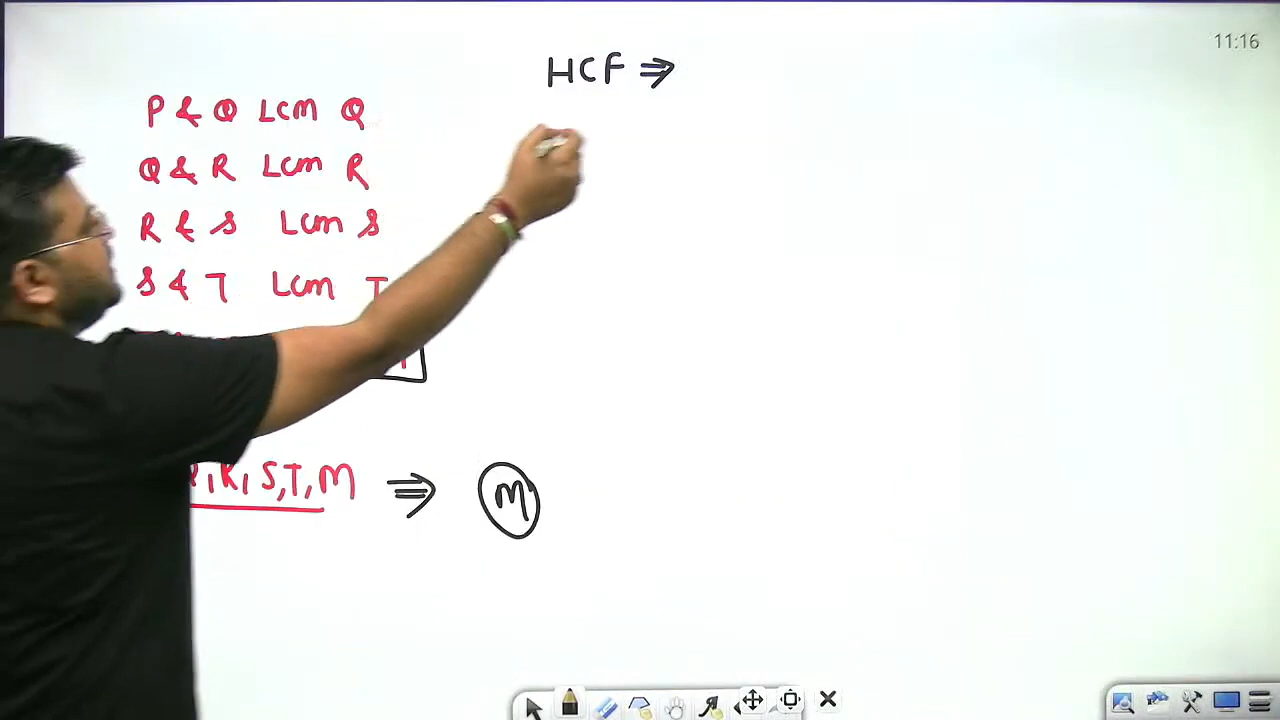 HCF ⇒
11:16
P & Q Lcm Q
Q & R Lcm R
R & S Lcm S
S & T Lcm T
R, S, T, M ⇒ M